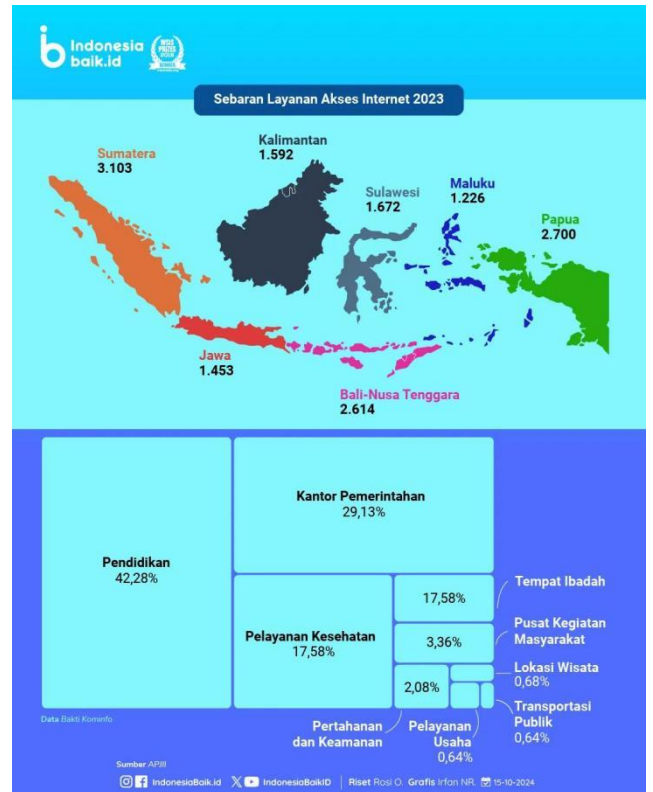 Indonesia
baik.id
WSIS
PRIZES
Sebaran Layanan Akses Internet 2023
Kalimantan
1.592
Sumatera
3.103
Sulawesi
1.672
Maluku
1.226
Papua
2.700
Jawa
1.453
Bali-Nusa Tenggara
2.614
Pendidikan
42,28%
Kantor Pemerintahan
29,13%
Pelayanan Kesehatan
17,58%
17,58%
Tempat Ibadah
3,36%
Pusat Kegiatan
Masyarakat
2,08%
Lokasi Wisata
0,68%
Transportasi
Publik
0,64%
Pertahanan
dan Keamanan
Pelayanan
Usaha
0,64%
Data Bakti Kominfo
Sumber APJII
IndonesiaBaik.id IndonesiaBaikID | Riset Rosi O. Grafis Irfan NR. 15-10-2024